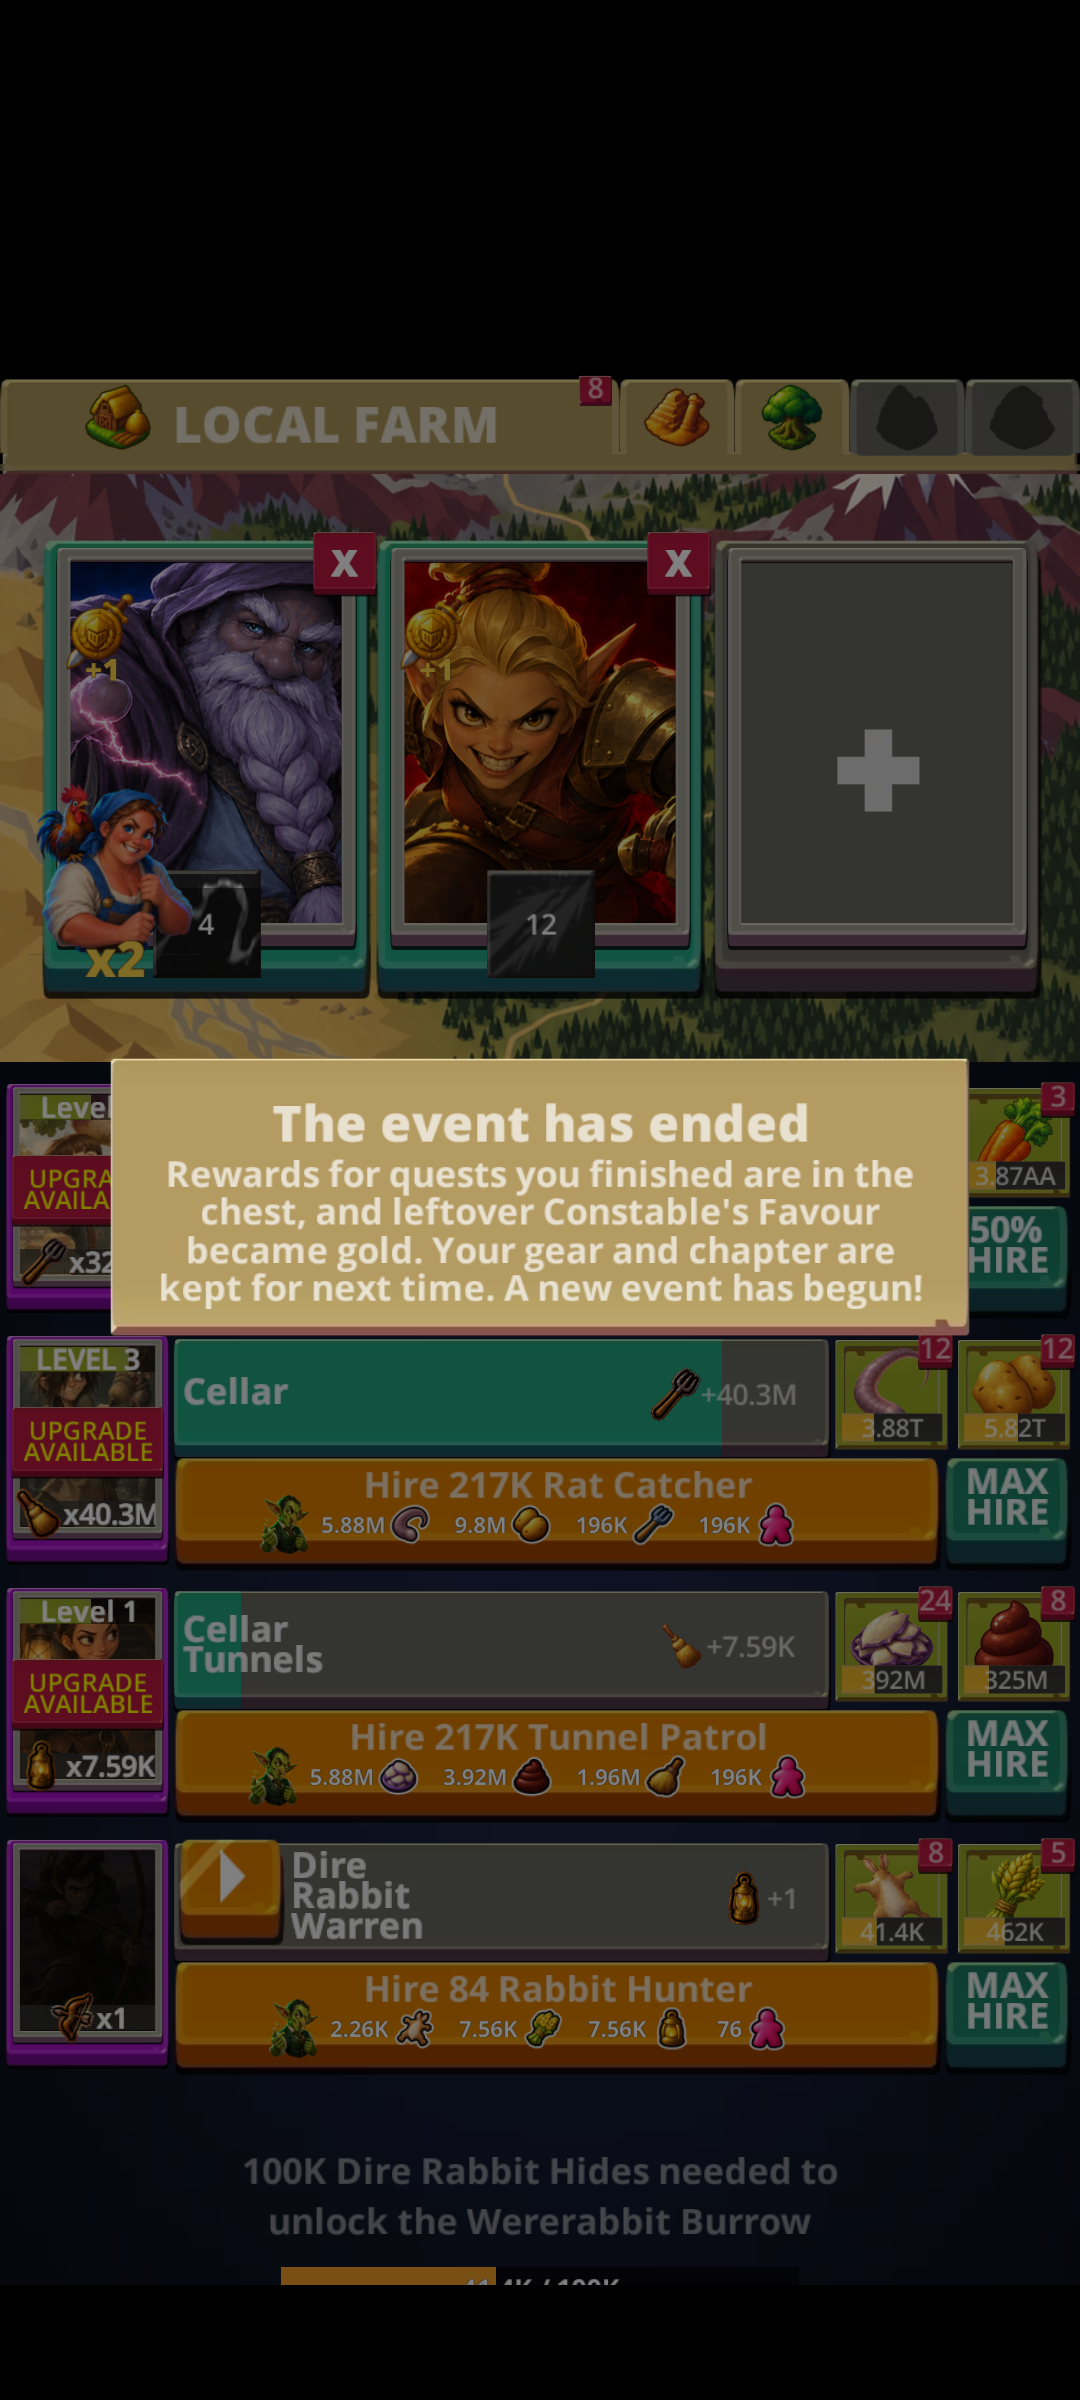 8
LOCAL FARM
X
X
+1
+1
4
x2
12
The event has ended
Rewards for quests you finished are in the
chest, and leftover Constable's Favour
became gold. Your gear and chapter are
kept for next time. A new event has begun!
3
3.87AA
50%
HIRE
LEVEL 3
UPGRADE
AVAILABLE
x40.3M
Cellar
+40.3M
12
3.88T
12
5.82T
Hire 217K Rat Catcher
5.88M
9.8M
196K
196K
MAX
HIRE
Level 1
UPGRADE
AVAILABLE
x7.59K
Cellar
Tunnels
+7.59K
24
392M
8
325M
Hire 217K Tunnel Patrol
5.88M
3.92M
1.96M
196K
MAX
HIRE
x1
Dire
Rabbit
Warren
+1
8
41.4K
5
462K
Hire 84 Rabbit Hunter
2.26K
7.56K
7.56K
76
MAX
HIRE
100K Dire Rabbit Hides needed to
unlock the Wererabbit Burrow